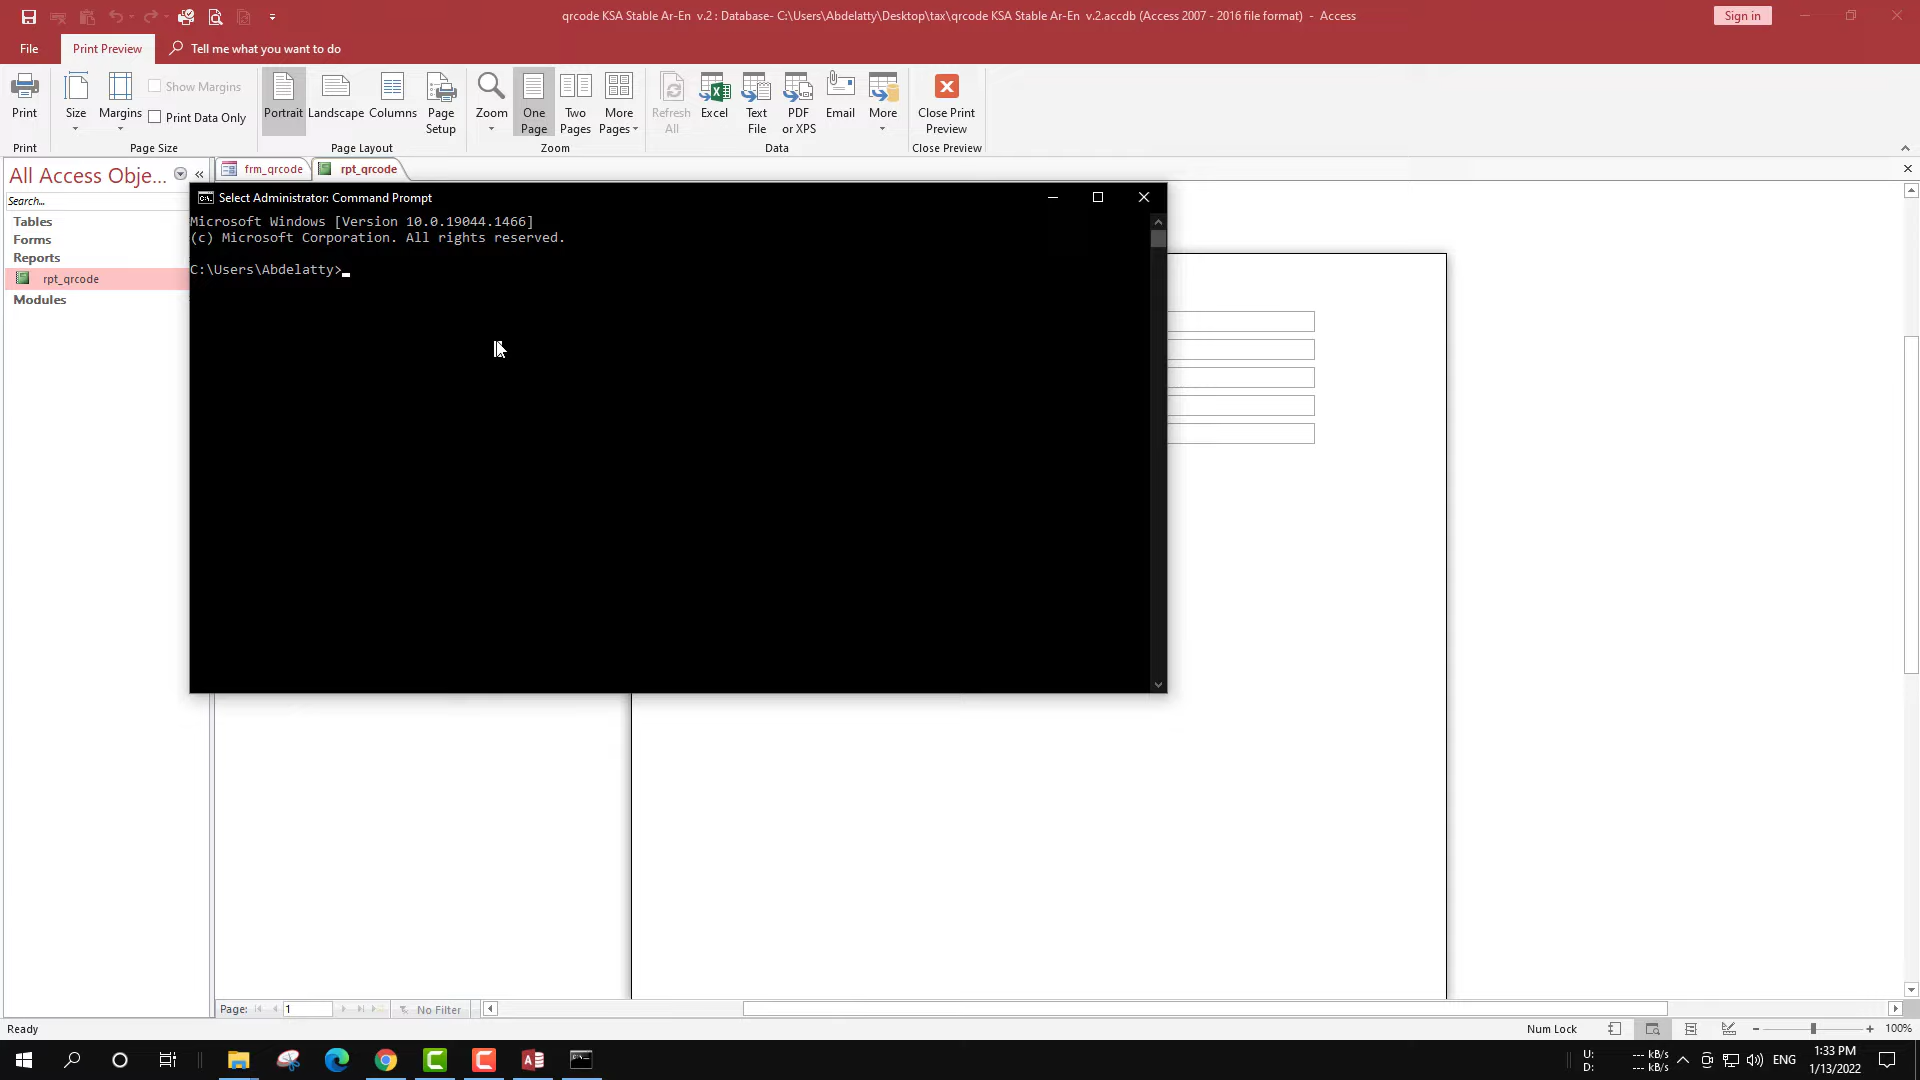 qrcode KSA Stable Ar-En  v.2 : Database- C:\Users\Abdelatty\Desktop\tax\qrcode KSA Stable Ar-En  v.2.accdb (Access 2007 - 2016 file format)  -  Access
Sign in
File
Print Preview
Tell me what you want to do
Print
Size
Margins
Show Margins
Print Data Only
Portrait
Landscape
Columns
Page Setup
Zoom
One Page
Two Pages
More Pages
Refresh All
Excel
Text File
PDF or XPS
Email
More
Close Print Preview
Print
Page Size
Page Layout
Zoom
Data
Close Preview
All Access Obje...
frm_qrcode
rpt_qrcode
Search...
Tables
Forms
Reports
rpt_qrcode
Modules
Select Administrator: Command Prompt
Microsoft Windows [Version 10.0.19044.1466]
(c) Microsoft Corporation. All rights reserved.
C:\Users\Abdelatty>
Page:
1
No Filter
Ready
Num Lock
100%
U: --- kB/s
D: --- kB/s
ENG
1:33 PM
1/13/2022